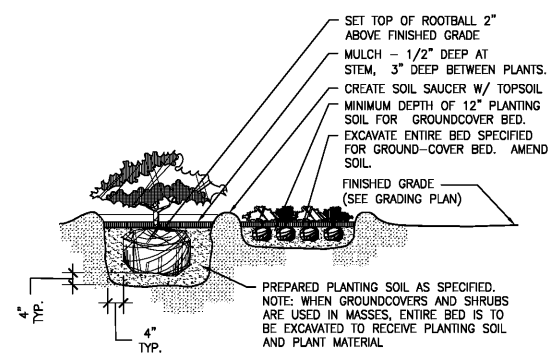 SET TOP OF ROOTBALL 2"
ABOVE FINISHED GRADE
MULCH – 1/2" DEEP AT
STEM, 3" DEEP BETWEEN PLANTS.
CREATE SOIL SAUCER W/ TOPSOIL
MINIMUM DEPTH OF 12" PLANTING
SOIL FOR GROUNDCOVER BED.
EXCAVATE ENTIRE BED SPECIFIED
FOR GROUND-COVER BED. AMEND
SOIL.
FINISHED GRADE
(SEE GRADING PLAN)
PREPARED PLANTING SOIL AS SPECIFIED.
NOTE: WHEN GROUNDCOVERS AND SHRUBS
ARE USED IN MASSES, ENTIRE BED IS TO
BE EXCAVATED TO RECEIVE PLANTING SOIL
AND PLANT MATERIAL
4"
TYP.
4"
TYP.